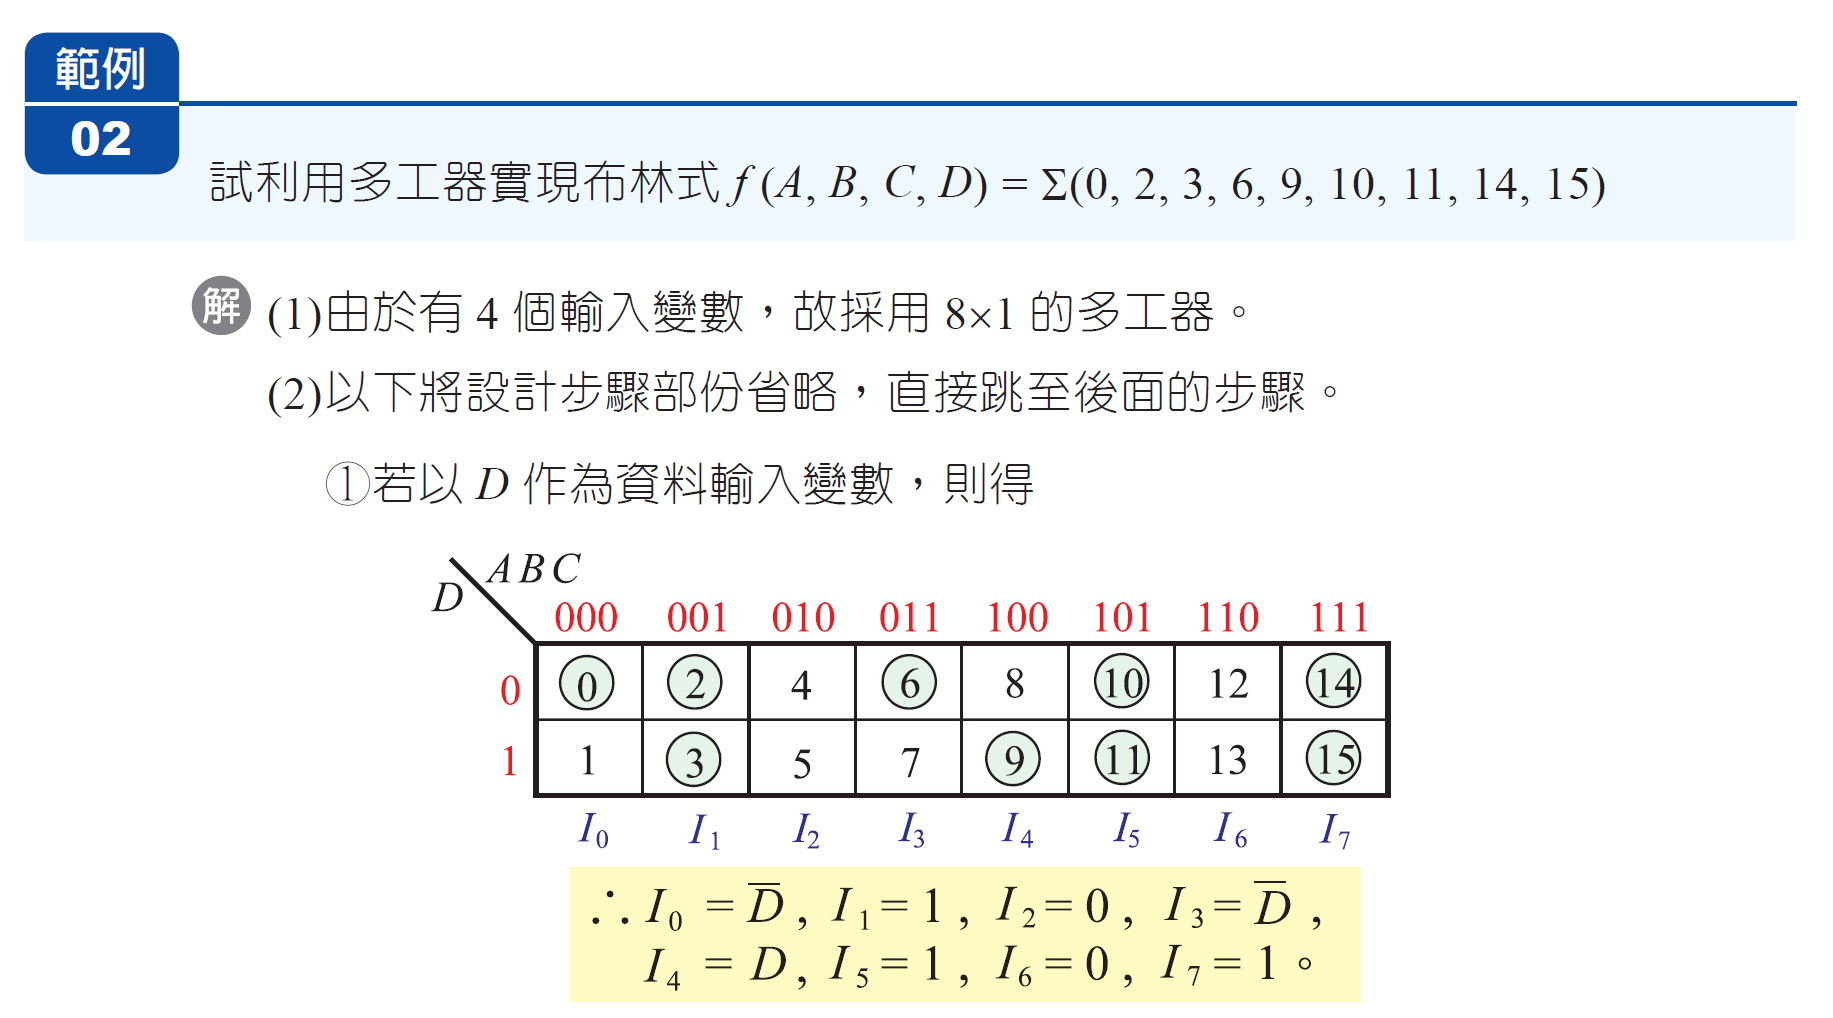 範例
02
試利用多工器實現布林式 f (A, B, C, D) = Σ(0, 2, 3, 6, 9, 10, 11, 14, 15)
解 (1)由於有 4 個輸入變數，故採用 8×1 的多工器。
(2)以下將設計步驟部份省略，直接跳至後面的步驟。
①若以 D 作為資料輸入變數，則得
A B C
D
000 001 010 011 100 101 110 111
0 0 2 4 6 8 10 12 14
1 1 3 5 7 9 11 13 15
I₀ I₁ I₂ I₃ I₄ I₅ I₆ I₇
∴ I₀ = D̅ , I₁ = 1 , I₂ = 0 , I₃ = D̅ ,
I₄ = D , I₅ = 1 , I₆ = 0 , I₇ = 1 。